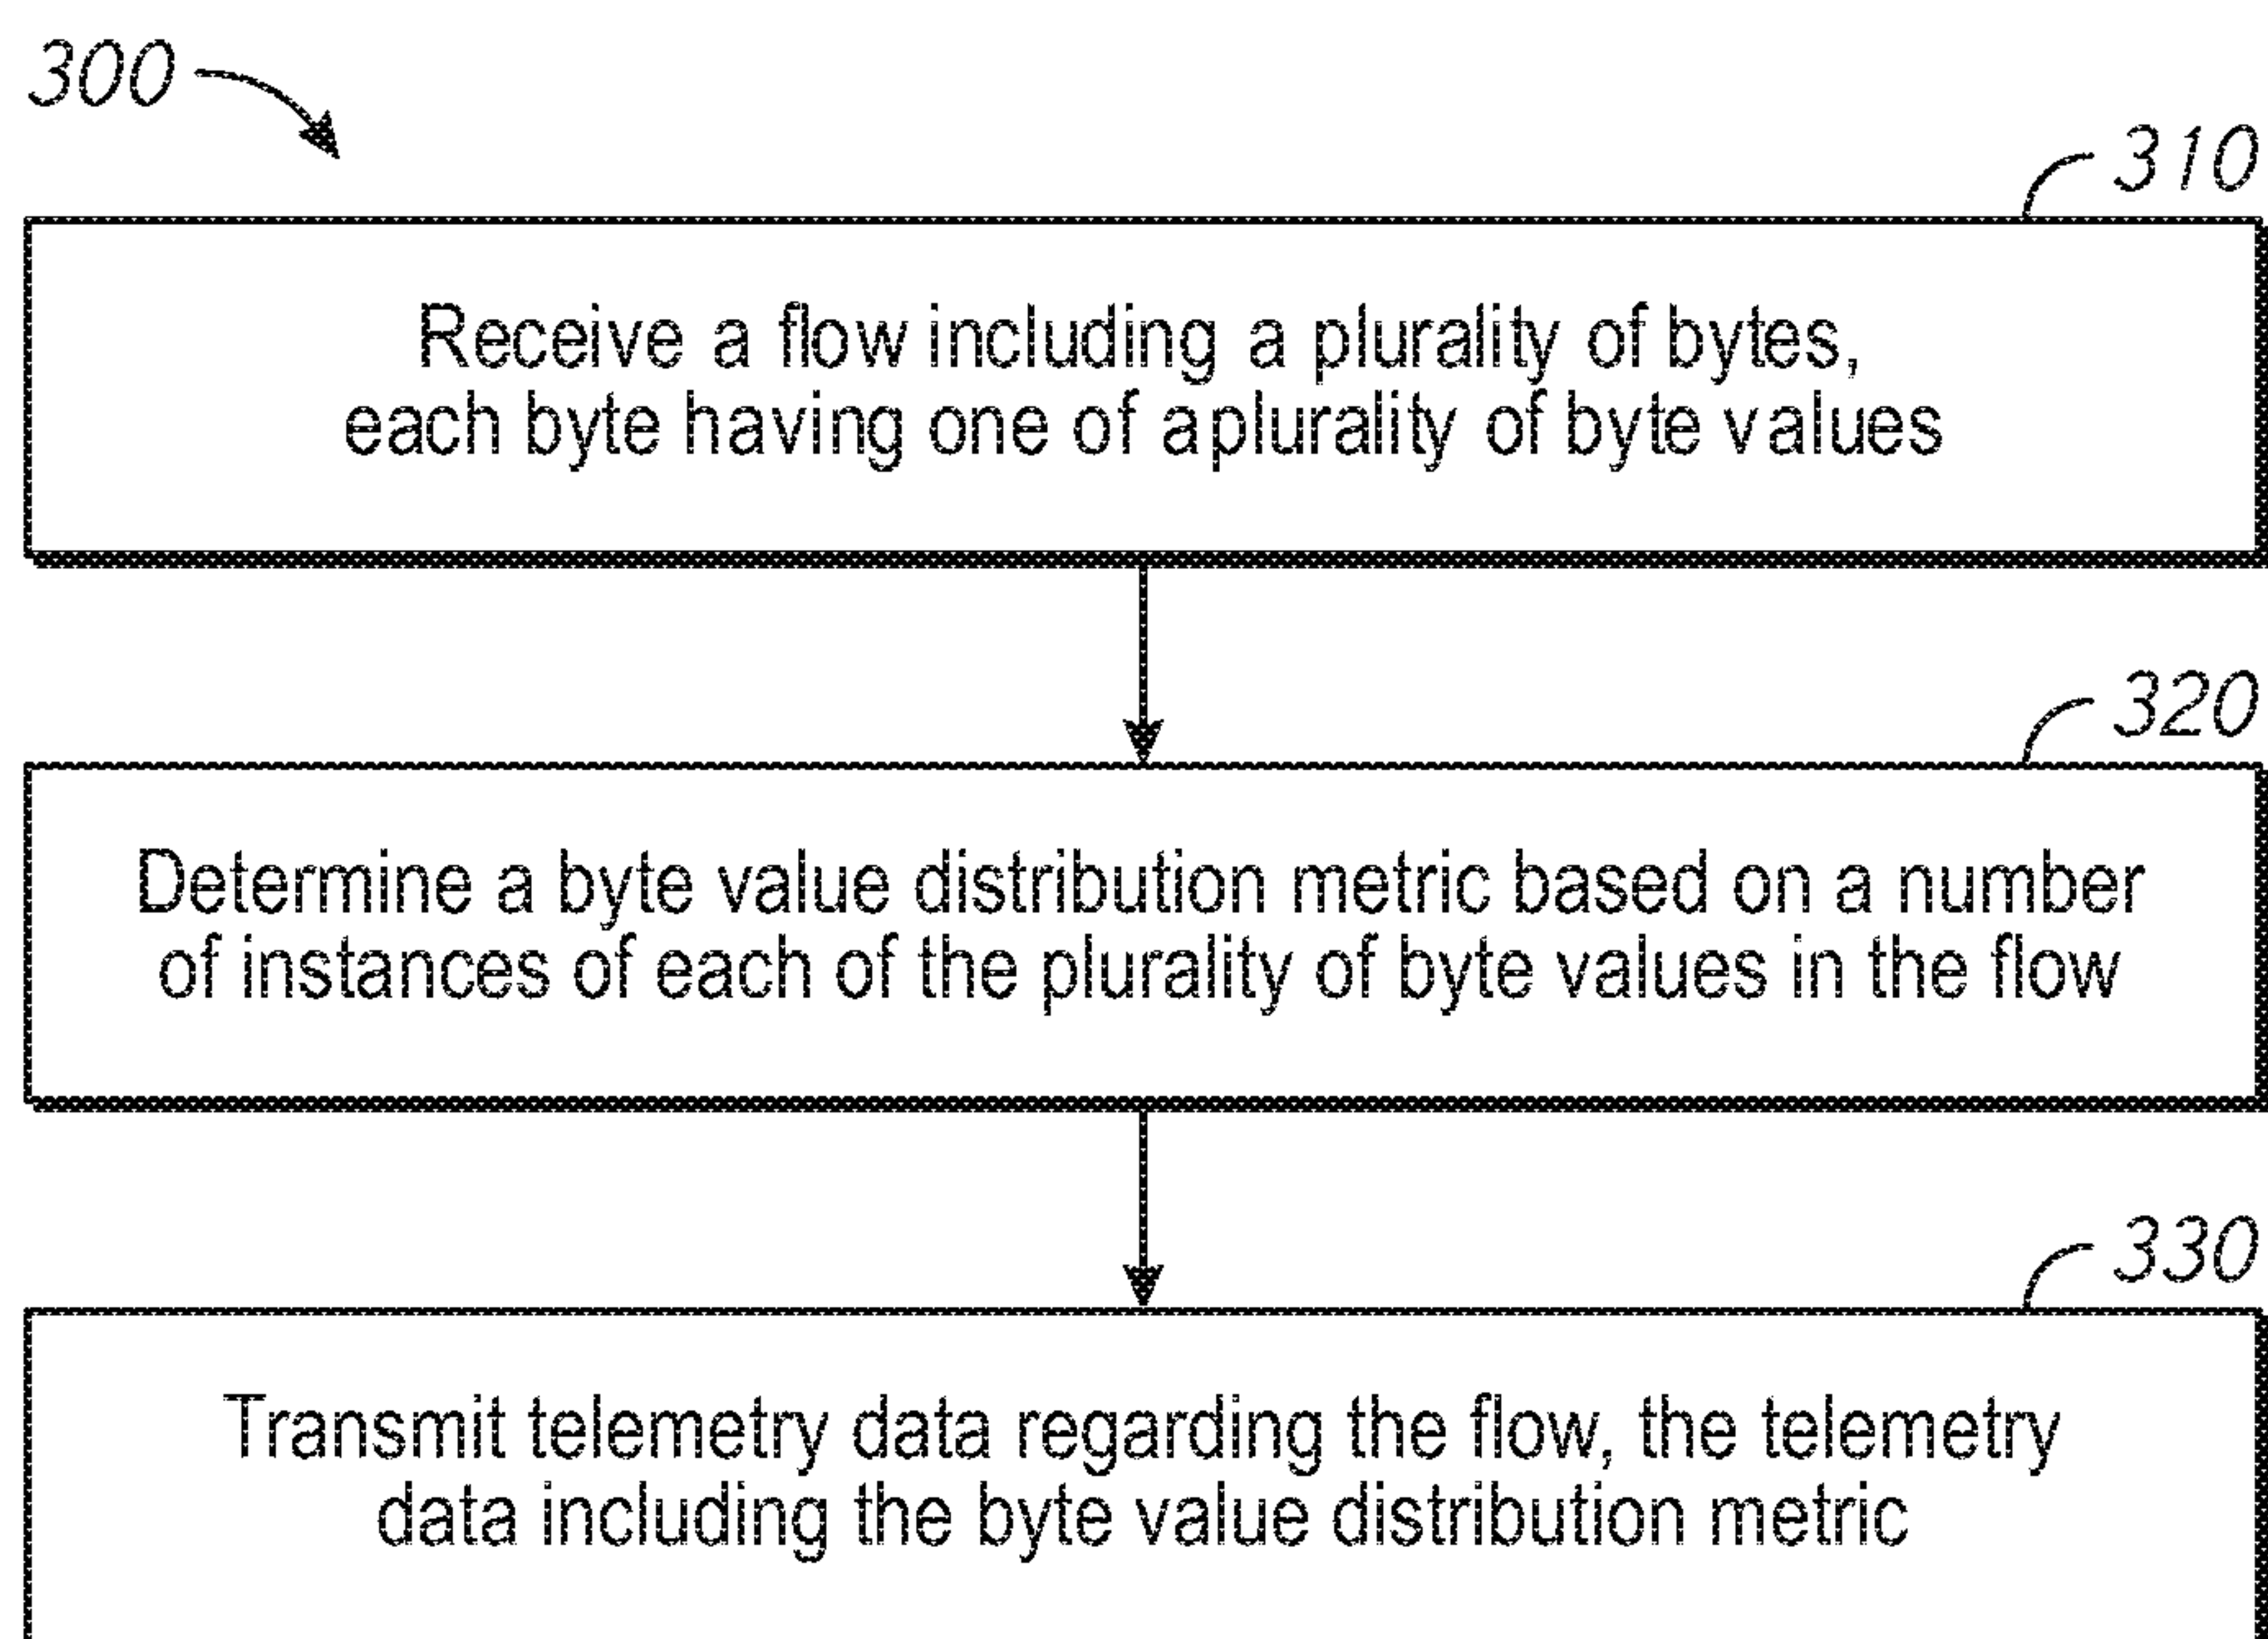 300
310
Receive a flow including a plurality of bytes,
each byte having one of aplurality of byte values
320
Determine a byte value distribution metric based on a number
of instances of each of the plurality of byte values in the flow
330
Transmit telemetry data regarding the flow, the telemetry
data including the byte value distribution metric